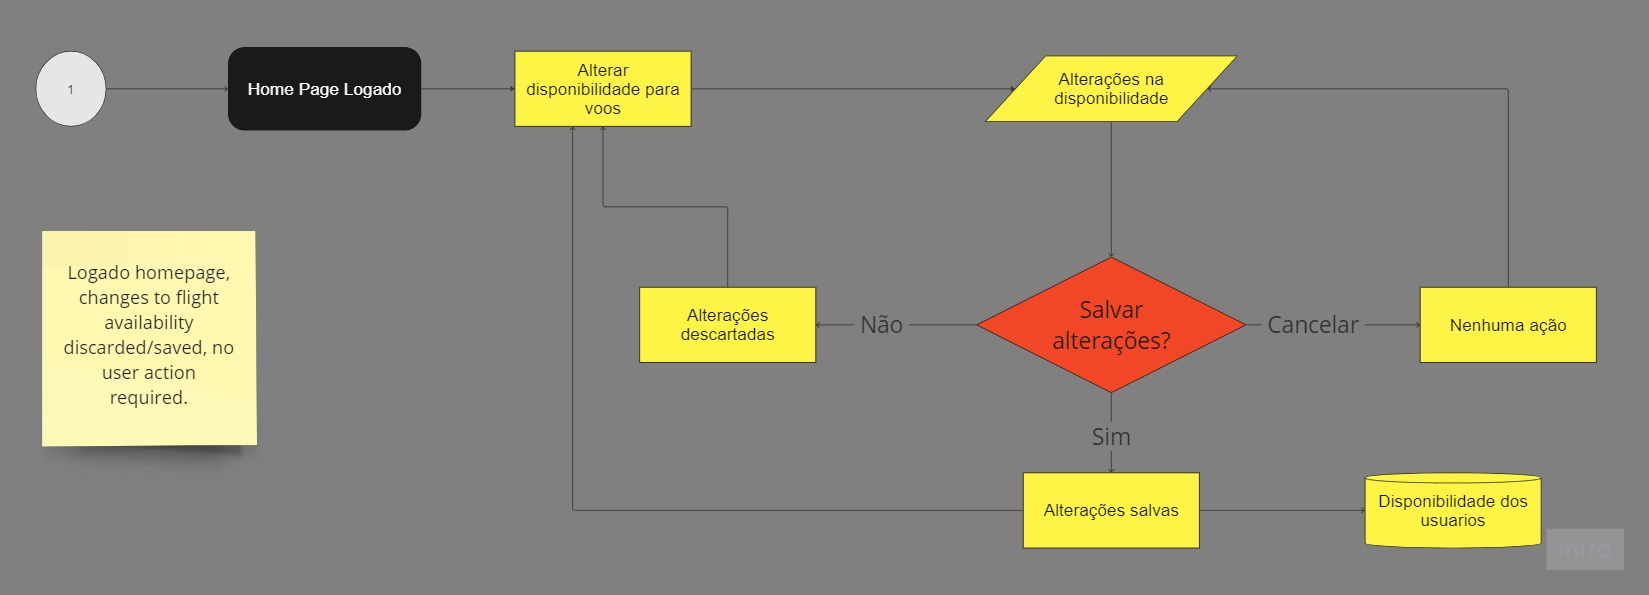 1
Home Page Logado
Alterar
disponibilidade para
voos
Alterações na
disponibilidade
Logado homepage,
changes to flight
availability
discarded/saved, no
user action
required.
Alterações
descartadas
Não
Salvar
alterações?
Cancelar
Nenhuma ação
Sim
Alterações salvas
Disponibilidade dos
usuarios
miro